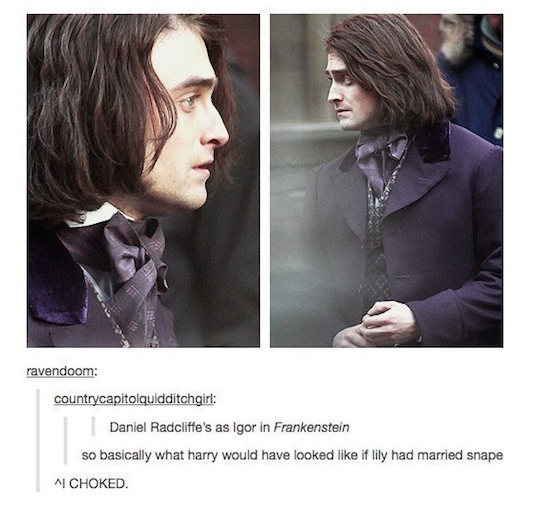 ravendoom:
countrycapitolquidditchgirl:
Daniel Radcliffe's as Igor in Frankenstein
so basically what harry would have looked like if lily had married snape
^I CHOKED.